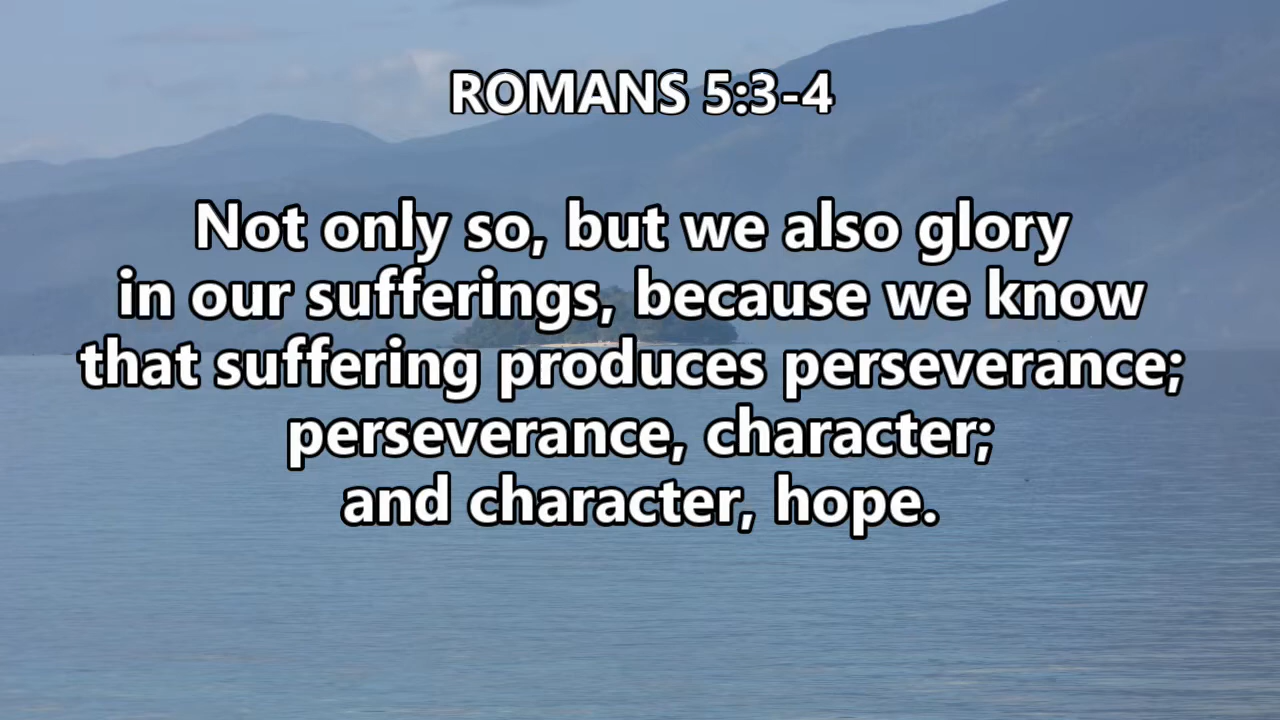 ROMANS 5:3-4
Not only so, but we also glory
in our sufferings, because we know
that suffering produces perseverance;
perseverance, character;
and character, hope.